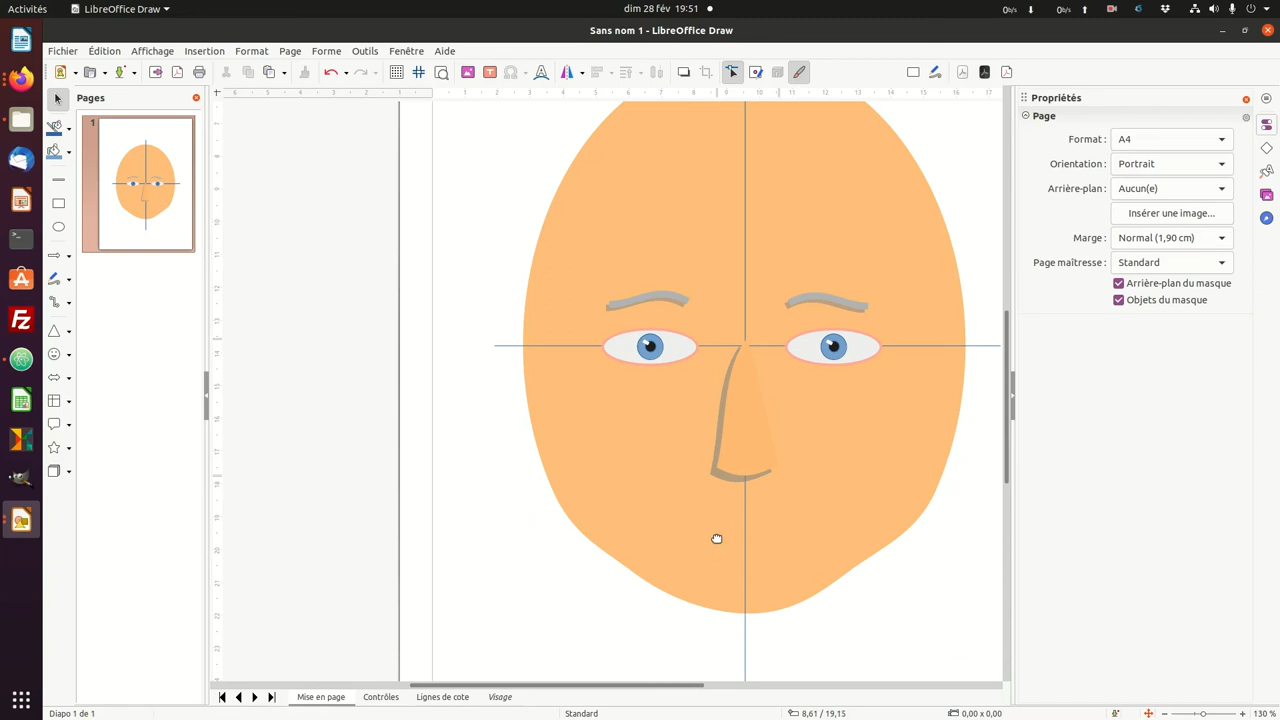 Activités
LibreOffice Draw
dim 28 fév 19:51
Sans nom 1 - LibreOffice Draw
Fichier Édition Affichage Insertion Format Page Forme Outils Fenêtre Aide
Pages
1
Propriétés
Page
Format : A4
Orientation : Portrait
Arrière-plan : Aucun(e)
Insérer une image...
Marge : Normal (1,90 cm)
Page maîtresse : Standard
Arrière-plan du masque
Objets du masque
Mise en page Contrôles Lignes de cote Visage
Diapo 1 de 1
Standard
8,61 / 19,15
0,00 x 0,00
130 %